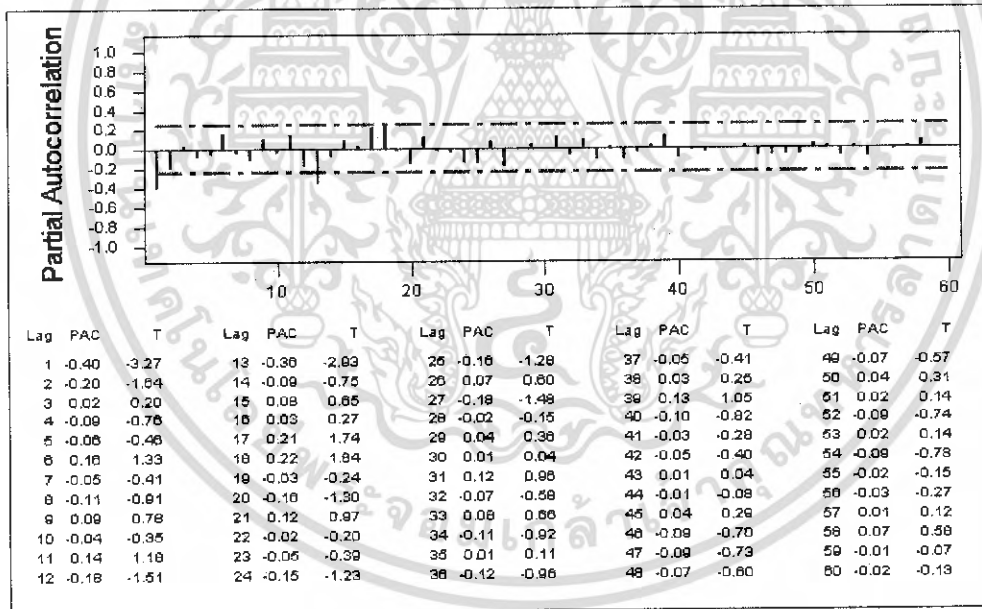 Partial Autocorrelation
1.0
0.8
0.6
0.4
0.2
0.0
-0.2
-0.4
-0.6
-0.8
-1.0
10 20 30 40 50 60
Lag PAC T Lag PAC T Lag PAC T Lag PAC T Lag PAC T
1 -0.40 -3.27 13 -0.36 -2.93 25 -0.16 -1.28 37 -0.05 -0.41 49 -0.07 -0.57
2 -0.20 -1.64 14 -0.09 -0.75 26 0.07 0.60 38 0.03 0.25 50 0.04 0.31
3 0.02 0.20 15 0.08 0.65 27 -0.18 -1.48 39 0.13 1.05 51 0.02 0.14
4 -0.09 -0.76 16 0.03 0.27 28 -0.02 -0.15 40 -0.10 -0.82 52 -0.09 -0.74
5 -0.06 -0.46 17 0.21 1.74 29 0.04 0.36 41 -0.03 -0.28 53 0.02 0.14
6 0.16 1.33 18 0.22 1.84 30 0.01 0.04 42 -0.05 -0.40 54 -0.09 -0.78
7 -0.05 -0.41 19 -0.03 -0.24 31 0.12 0.96 43 0.01 0.04 55 -0.02 -0.15
8 -0.11 -0.91 20 -0.16 -1.30 32 -0.07 -0.59 44 -0.01 -0.08 56 -0.03 -0.27
9 0.09 0.78 21 0.12 0.97 33 0.08 0.66 45 0.04 0.29 57 0.01 0.12
10 -0.04 -0.35 22 -0.02 -0.20 34 -0.11 -0.92 46 -0.09 -0.70 58 0.07 0.58
11 0.14 1.18 23 -0.05 -0.39 35 0.01 0.11 47 -0.09 -0.73 59 -0.01 -0.07
12 -0.18 -1.51 24 -0.15 -1.23 36 -0.12 -0.96 48 -0.07 -0.60 60 -0.02 -0.13